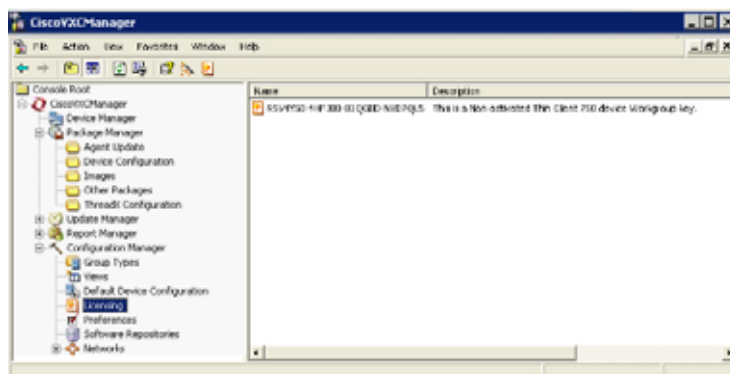 CiscoVXCManager
File Action View Favorites Window Help
Console Root
CiscoVXCManager
Device Manager
Package Manager
Agent Update
Device Configuration
Images
Other Packages
ThreadX Configuration
Update Manager
Report Manager
Configuration Manager
Group Types
Views
Default Device Configuration
Licensing
Preferences
Software Repositories
Networks
Name Description
This is a Non-activated Thin Client 750 device Workgroup key.